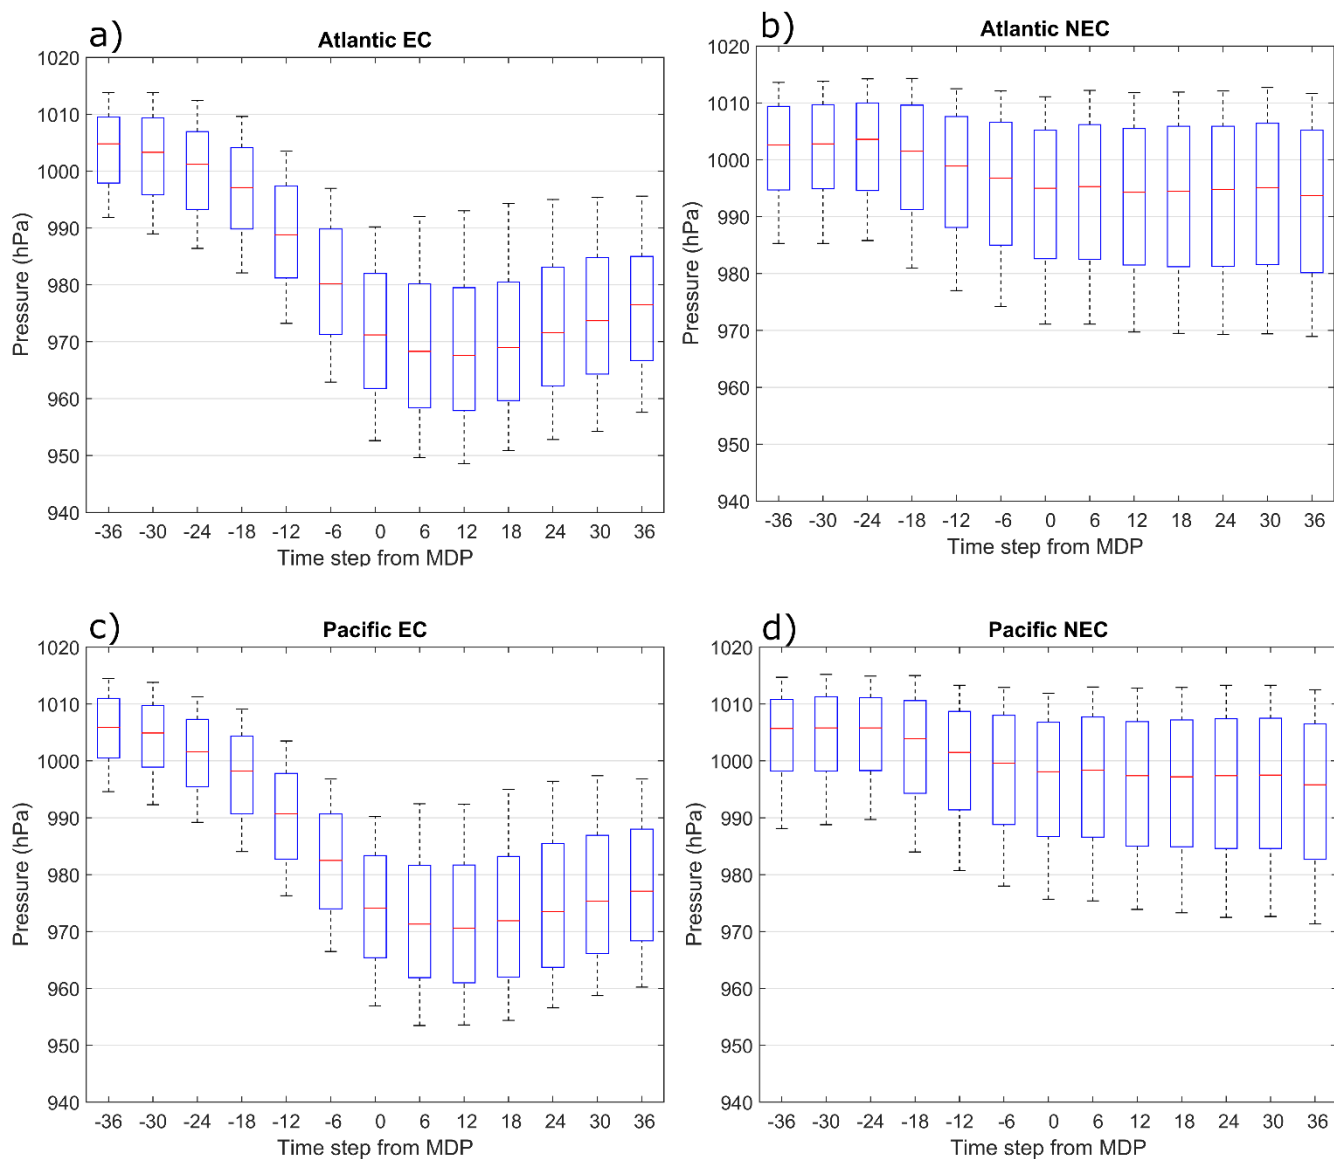 a)
Atlantic EC
1020
1010
1000
990
980
970
960
950
940
Pressure (hPa)
-36 -30 -24 -18 -12 -6 0 6 12 18 24 30 36
Time step from MDP
b)
Atlantic NEC
1020
1010
1000
990
980
970
960
950
940
Pressure (hPa)
-36 -30 -24 -18 -12 -6 0 6 12 18 24 30 36
Time step from MDP
c)
Pacific EC
1020
1010
1000
990
980
970
960
950
940
Pressure (hPa)
-36 -30 -24 -18 -12 -6 0 6 12 18 24 30 36
Time step from MDP
d)
Pacific NEC
1020
1010
1000
990
980
970
960
950
940
Pressure (hPa)
-36 -30 -24 -18 -12 -6 0 6 12 18 24 30 36
Time step from MDP